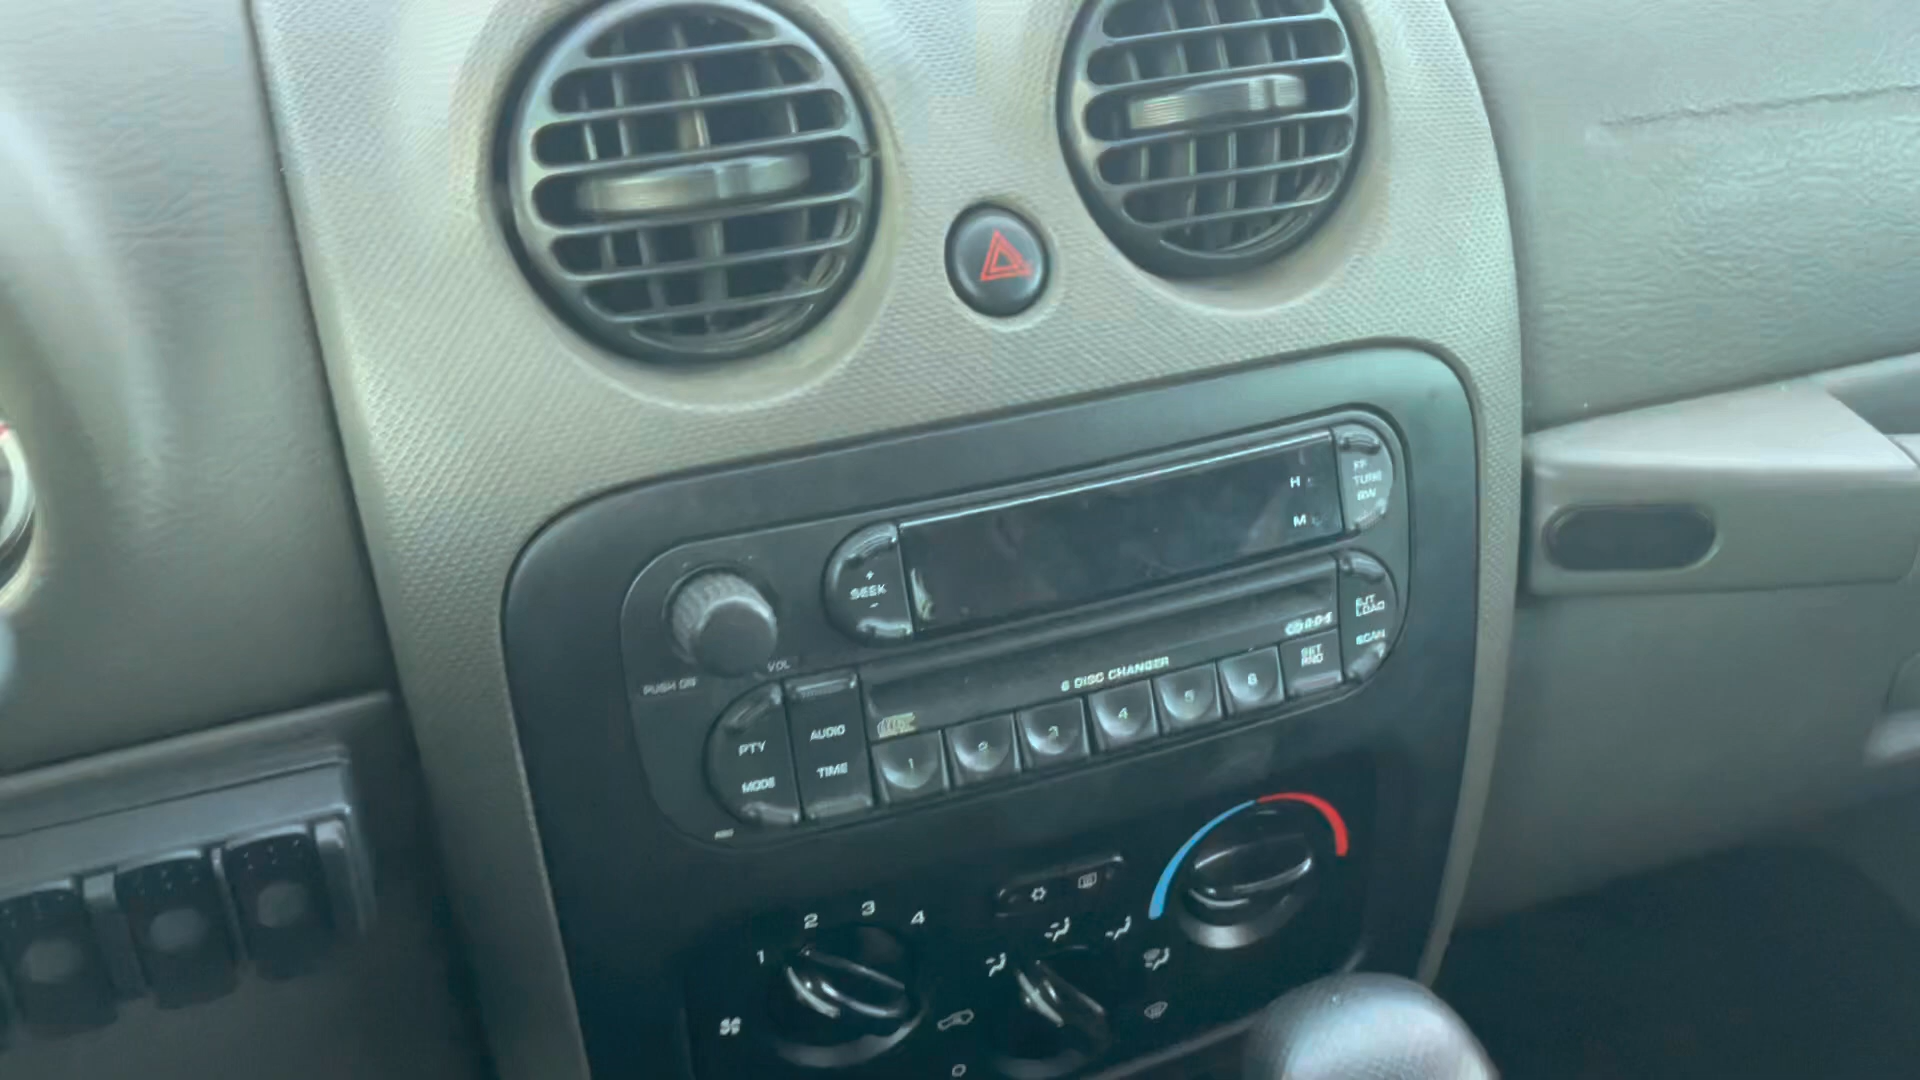 FF
TUNE
RW
H
M
SEEK
EJT
LOAD
SCAN
CD R·D·S
SET
RND
VOL
PUSH ON
6 DISC CHANGER
PTY
AUDIO
MODE
TIME
1
2
3
4
5
6
1
2
3
4